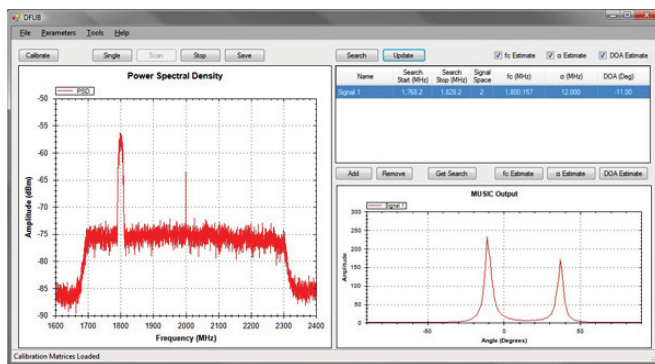 DFUB
File Parameters Tools Help
Calibrate Single Scan Stop Save
Power Spectral Density
PSD
Amplitude (dBm)
-50
-55
-60
-65
-70
-75
-80
-85
-90
1600 1700 1800 1900 2000 2100 2200 2300 2400
Frequency (MHz)
Search Update fc Estimate α Estimate DOA Estimate
Name Search Start (MHz) Search Stop (MHz) Signal Space fc (MHz) α (MHz) DOA (Deg)
Signal 1 1,768.2 1,828.2 2 1,800.157 12.000 -11.00
Add Remove Get Search fc Estimate α Estimate DOA Estimate
MUSIC Output
Signal 1
Amplitude
300
250
200
150
100
50
0
-50 0 50
Angle (Degrees)
Calibration Matrices Loaded